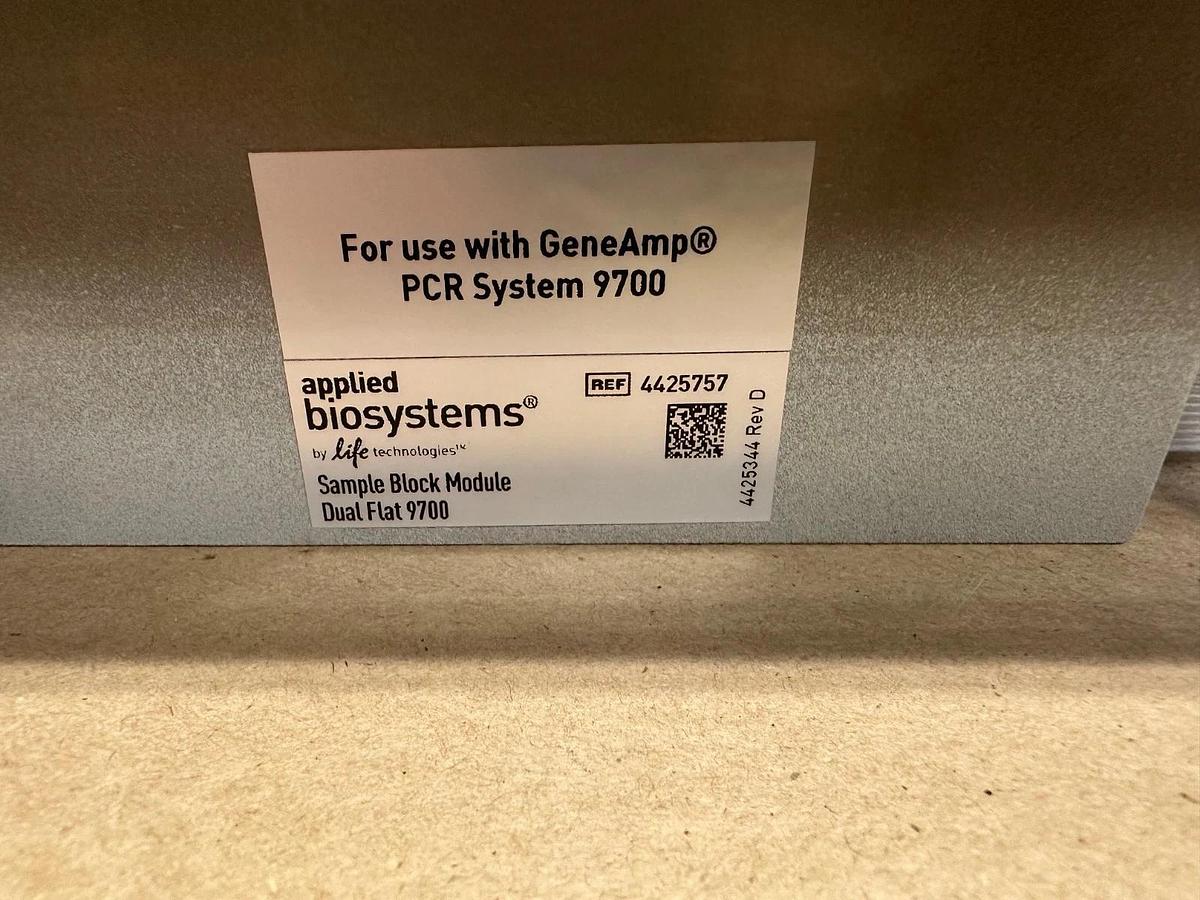 For use with GeneAmp®
PCR System 9700
applied
biosystems®
by life technologies™
Sample Block Module
Dual Flat 9700
REF 4425757
4425344 Rev D